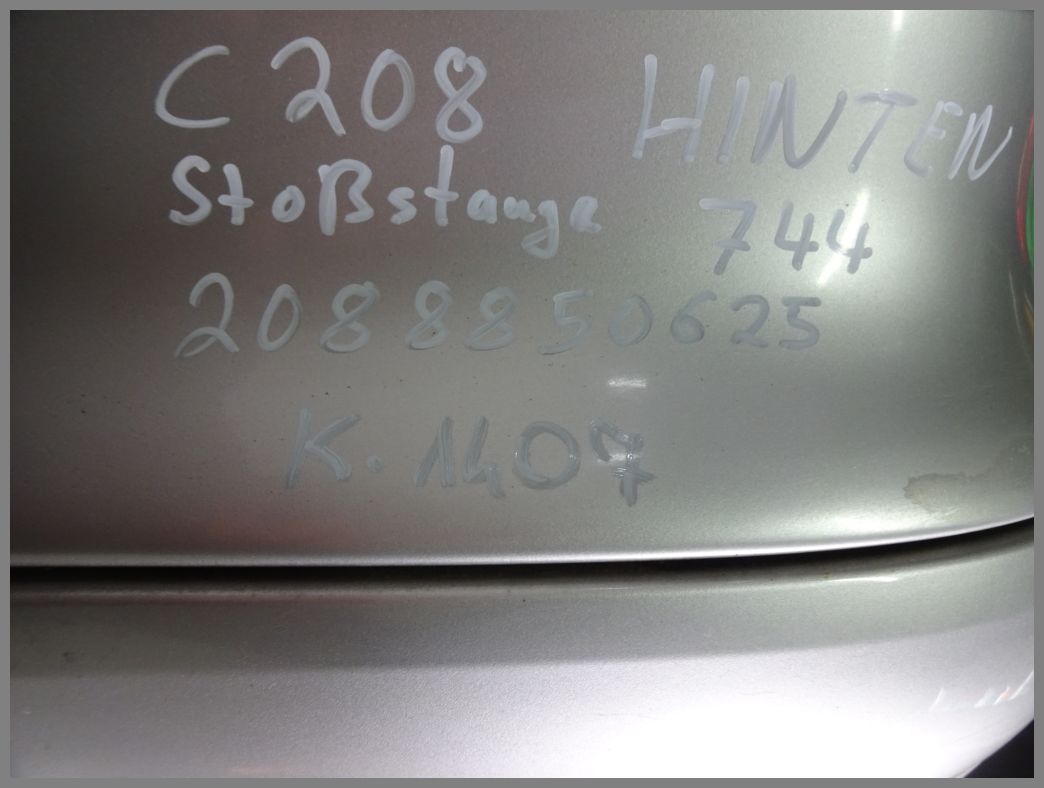 C208 HINTEN
Stoßstange 744
2088850625
K. 1407